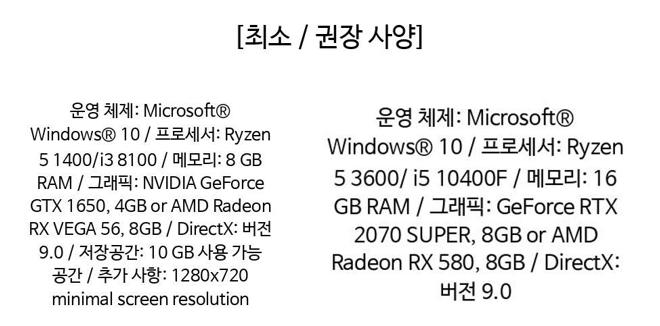 [최소 / 권장 사양]
운영 체제: Microsoft®
Windows® 10 / 프로세서: Ryzen
5 1400/i3 8100 / 메모리: 8 GB
RAM / 그래픽: NVIDIA GeForce
GTX 1650, 4GB or AMD Radeon
RX VEGA 56, 8GB / DirectX: 버전
9.0 / 저장공간: 10 GB 사용 가능
공간 / 추가 사항: 1280x720
minimal screen resolution
운영 체제: Microsoft®
Windows® 10 / 프로세서: Ryzen
5 3600/ i5 10400F / 메모리: 16
GB RAM / 그래픽: GeForce RTX
2070 SUPER, 8GB or AMD
Radeon RX 580, 8GB / DirectX:
버전 9.0